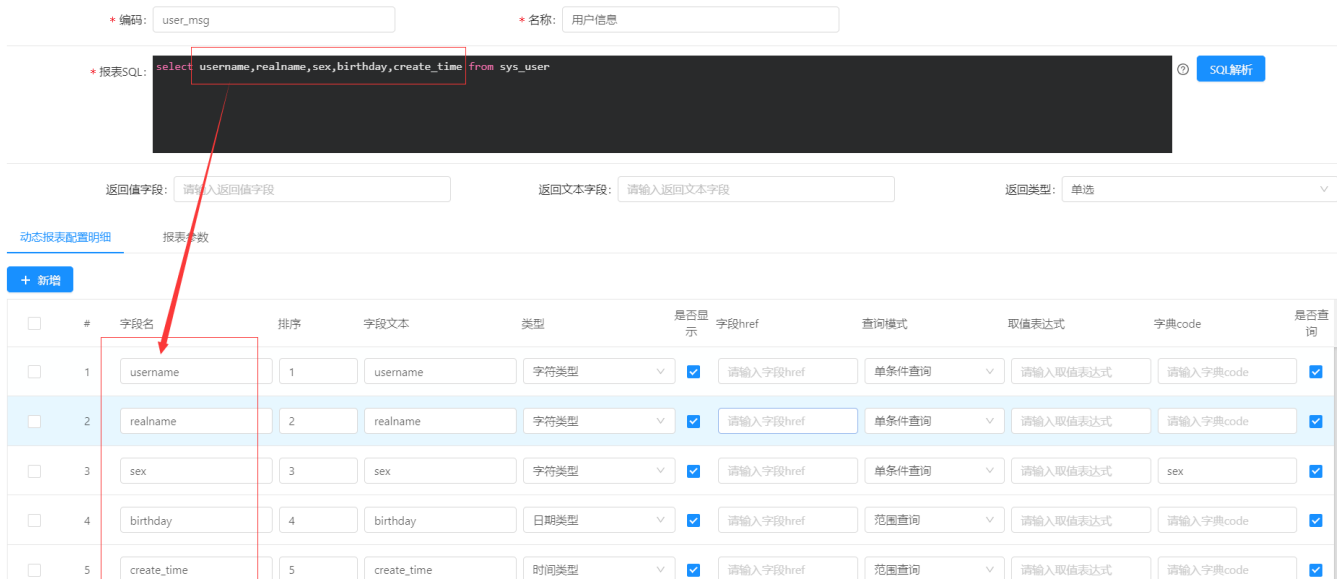 * 编码: user_msg * 名称: 用户信息
* 报表SQL: select username,realname,sex,birthday,create_time from sys_user ? SQL解析
返回值字段: 请输入返回值字段 返回文本字段: 请输入返回文本字段 返回类型: 单选
动态报表配置明细 报表参数
+ 新增
# 字段名 排序 字段文本 类型 是否显示 字段href 查询模式 取值表达式 字典code 是否查询
1 username 1 username 字符类型 请输入字段href 单条件查询 请输入取值表达式 请输入字典code
2 realname 2 realname 字符类型 请输入字段href 单条件查询 请输入取值表达式 请输入字典code
3 sex 3 sex 字符类型 请输入字段href 单条件查询 请输入取值表达式 sex
4 birthday 4 birthday 日期类型 请输入字段href 范围查询 请输入取值表达式 请输入字典code
5 create_time 5 create_time 时间类型 请输入字段href 范围查询 请输入取值表达式 请输入字典code